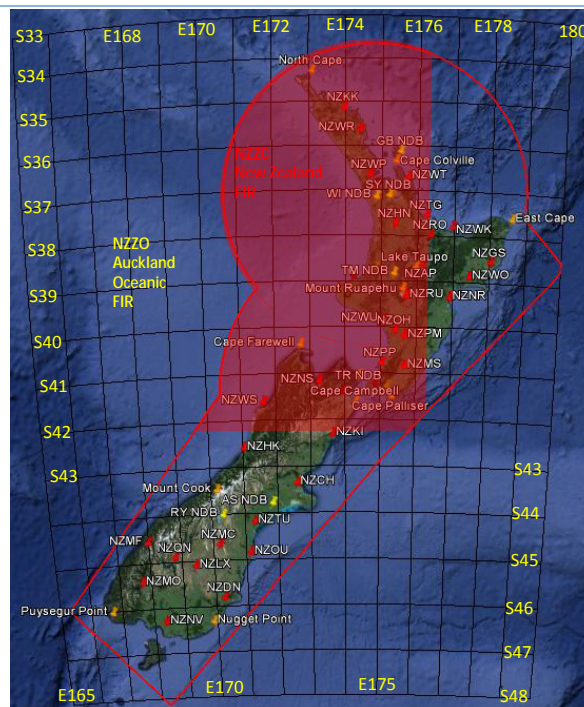 E168 E170 E172 E174 E176 E178 180
S33
S34
S35
S36
S37
S38
S39
S40
S41
S42
S43
North Cape
NZKK
NZWR
GB NDB
Cape Colville
NZWP
NZWT
SY NDB
WI NDB
NZZC
New Zealand
FIR
NZTG
NZHN
East Cape
NZRO
NZWK
NZZO
Auckland
Oceanic
FIR
Lake Taupo
NZGS
TM NDB
NZAP
NZWO
Mount Ruapehu
NZRU
NZNR
NZWU
NZOH
NZPM
Cape Farewell
NZPP
NZMS
NZNS
TR NDB
Cape Campbell
NZWS
Cape Palliser
NZKI
NZHK
Mount Cook
NZCH
AS NDB
RY NDB
NZTU
NZMF
NZQN
NZMC
NZOU
NZLX
NZMO
NZDN
Puysegur Point
NZNV
Nugget Point
S43
S44
S45
S46
S47
S48
E165 E170 E175